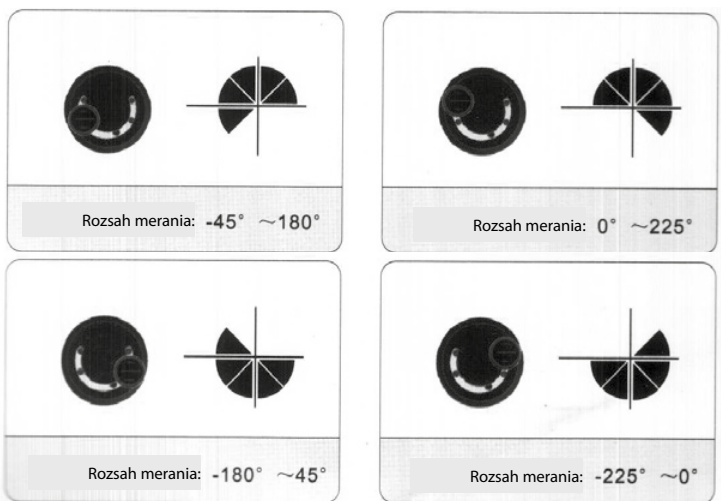 Rozsah merania: -45° ~180°
Rozsah merania: 0° ~225°
Rozsah merania: -180° ~45°
Rozsah merania: -225° ~0°